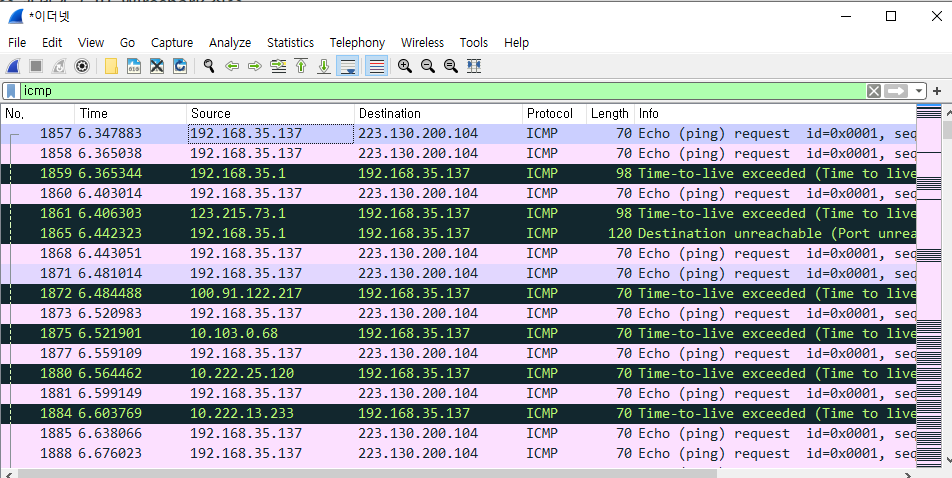 *이더넷
File Edit View Go Capture Analyze Statistics Telephony Wireless Tools Help
icmp
No. Time Source Destination Protocol Length Info
1857 6.347883 192.168.35.137 223.130.200.104 ICMP 70 Echo (ping) request id=0x0001, seq
1858 6.365038 192.168.35.137 223.130.200.104 ICMP 70 Echo (ping) request id=0x0001, seq
1859 6.365344 192.168.35.1 192.168.35.137 ICMP 98 Time-to-live exceeded (Time to live
1860 6.403014 192.168.35.137 223.130.200.104 ICMP 70 Echo (ping) request id=0x0001, seq
1861 6.406303 123.215.73.1 192.168.35.137 ICMP 98 Time-to-live exceeded (Time to live
1865 6.442323 192.168.35.1 192.168.35.137 ICMP 120 Destination unreachable (Port unrea
1868 6.443051 192.168.35.137 223.130.200.104 ICMP 70 Echo (ping) request id=0x0001, seq
1871 6.481014 192.168.35.137 223.130.200.104 ICMP 70 Echo (ping) request id=0x0001, seq
1872 6.484488 100.91.122.217 192.168.35.137 ICMP 70 Time-to-live exceeded (Time to live
1873 6.520983 192.168.35.137 223.130.200.104 ICMP 70 Echo (ping) request id=0x0001, seq
1875 6.521901 10.103.0.68 192.168.35.137 ICMP 70 Time-to-live exceeded (Time to live
1877 6.559109 192.168.35.137 223.130.200.104 ICMP 70 Echo (ping) request id=0x0001, seq
1880 6.564462 10.222.25.120 192.168.35.137 ICMP 70 Time-to-live exceeded (Time to live
1881 6.599149 192.168.35.137 223.130.200.104 ICMP 70 Echo (ping) request id=0x0001, seq
1884 6.603769 10.222.13.233 192.168.35.137 ICMP 70 Time-to-live exceeded (Time to live
1885 6.638066 192.168.35.137 223.130.200.104 ICMP 70 Echo (ping) request id=0x0001, seq
1888 6.676023 192.168.35.137 223.130.200.104 ICMP 70 Echo (ping) request id=0x0001, seq